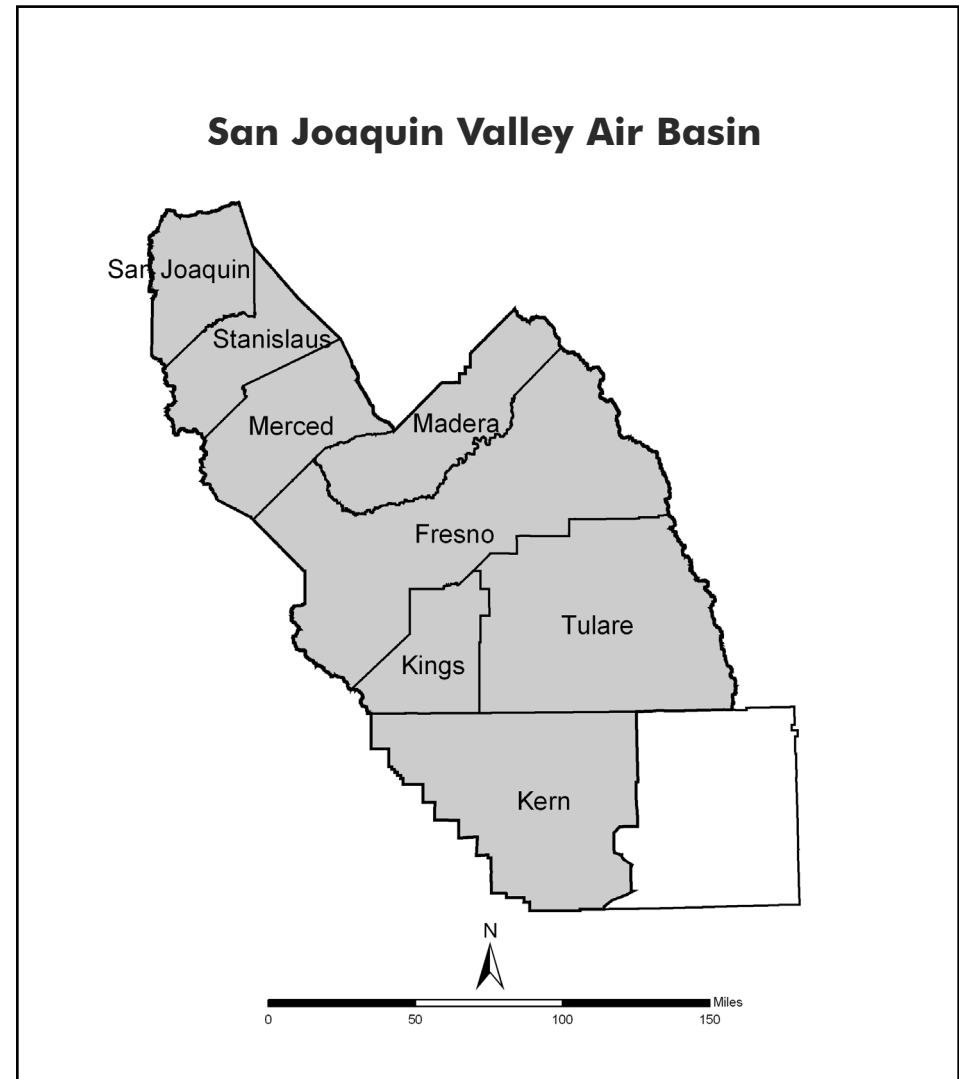 San Joaquin Valley Air Basin
San Joaquin
Stanislaus
Merced
Madera
Fresno
Tulare
Kings
Kern
N
Miles
0 50 100 150